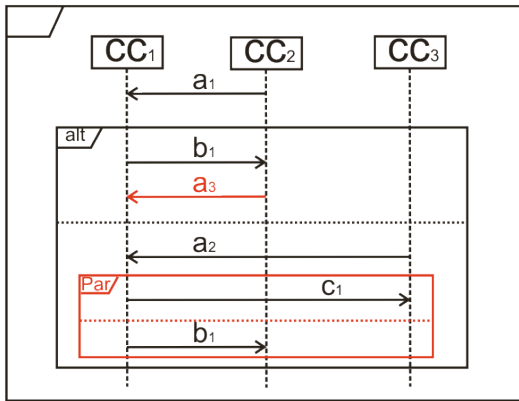 CC₁ CC₂ CC₃
a₁
alt
b₁
a₃
a₂
Par
c₁
b₁